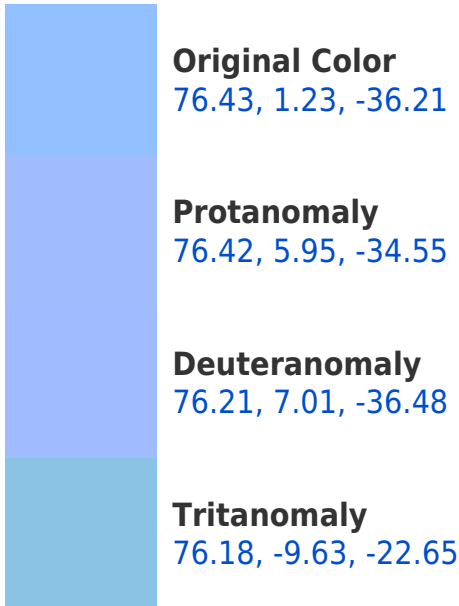 Original Color
76.43, 1.23, -36.21
Protanomaly
76.42, 5.95, -34.55
Deuteranomaly
76.21, 7.01, -36.48
Tritanomaly
76.18, -9.63, -22.65